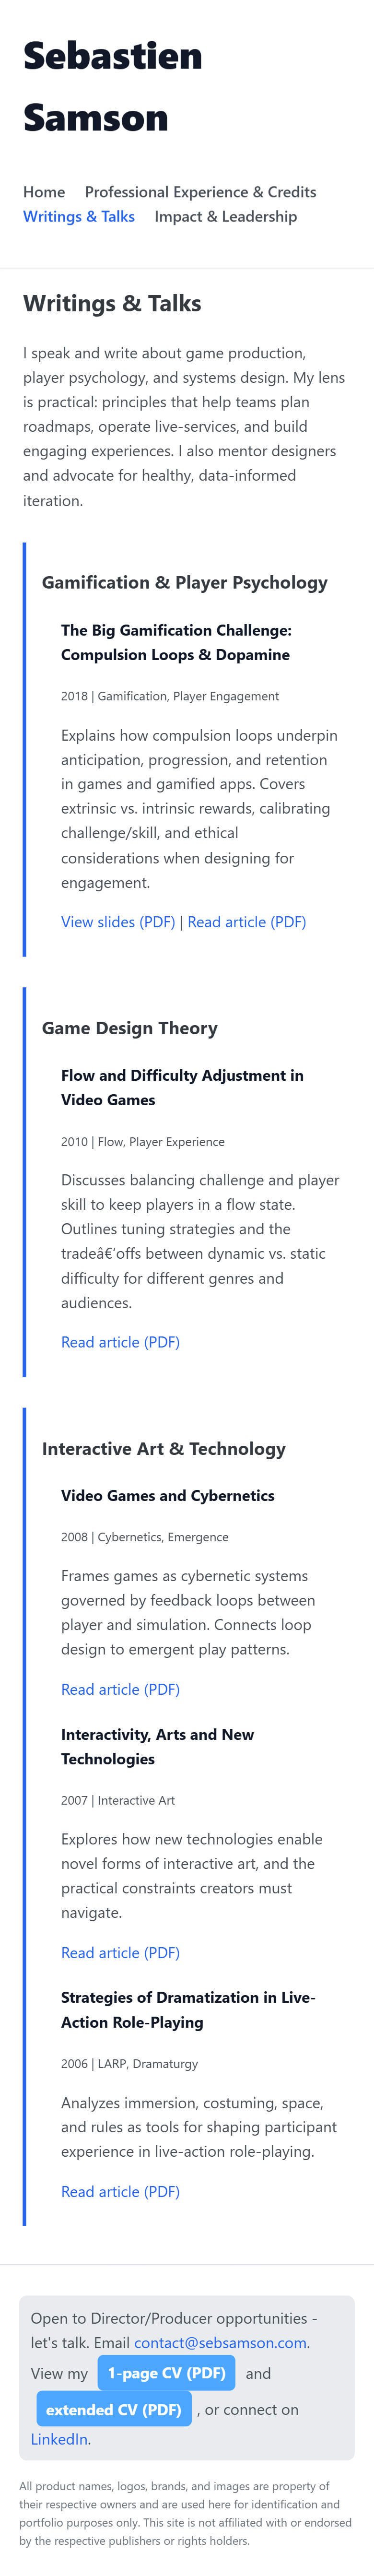 Sebastien
Samson
Home Professional Experience & Credits
Writings & Talks Impact & Leadership
Writings & Talks
I speak and write about game production,
player psychology, and systems design. My lens
is practical: principles that help teams plan
roadmaps, operate live-services, and build
engaging experiences. I also mentor designers
and advocate for healthy, data-informed
iteration.
Gamification & Player Psychology
The Big Gamification Challenge:
Compulsion Loops & Dopamine
2018 | Gamification, Player Engagement
Explains how compulsion loops underpin
anticipation, progression, and retention
in games and gamified apps. Covers
extrinsic vs. intrinsic rewards, calibrating
challenge/skill, and ethical
considerations when designing for
engagement.
View slides (PDF) | Read article (PDF)
Game Design Theory
Flow and Difficulty Adjustment in
Video Games
2010 | Flow, Player Experience
Discusses balancing challenge and player
skill to keep players in a flow state.
Outlines tuning strategies and the
tradeâ€‘offs between dynamic vs. static
difficulty for different genres and
audiences.
Read article (PDF)
Interactive Art & Technology
Video Games and Cybernetics
2008 | Cybernetics, Emergence
Frames games as cybernetic systems
governed by feedback loops between
player and simulation. Connects loop
design to emergent play patterns.
Read article (PDF)
Interactivity, Arts and New
Technologies
2007 | Interactive Art
Explores how new technologies enable
novel forms of interactive art, and the
practical constraints creators must
navigate.
Read article (PDF)
Strategies of Dramatization in Live-
Action Role-Playing
2006 | LARP, Dramaturgy
Analyzes immersion, costuming, space,
and rules as tools for shaping participant
experience in live-action role-playing.
Read article (PDF)
Open to Director/Producer opportunities -
let's talk. Email contact@sebsamson.com.
View my 1-page CV (PDF) and
extended CV (PDF) , or connect on
LinkedIn.
All product names, logos, brands, and images are property of
their respective owners and are used here for identification and
portfolio purposes only. This site is not affiliated with or endorsed
by the respective publishers or rights holders.